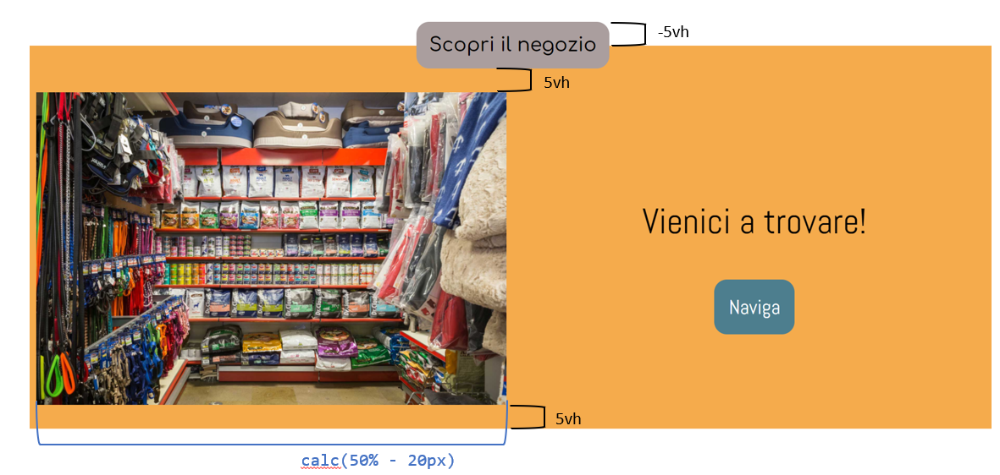 Scopri il negozio
-5vh
5vh
Vienici a trovare!
Naviga
5vh
calc(50% - 20px)